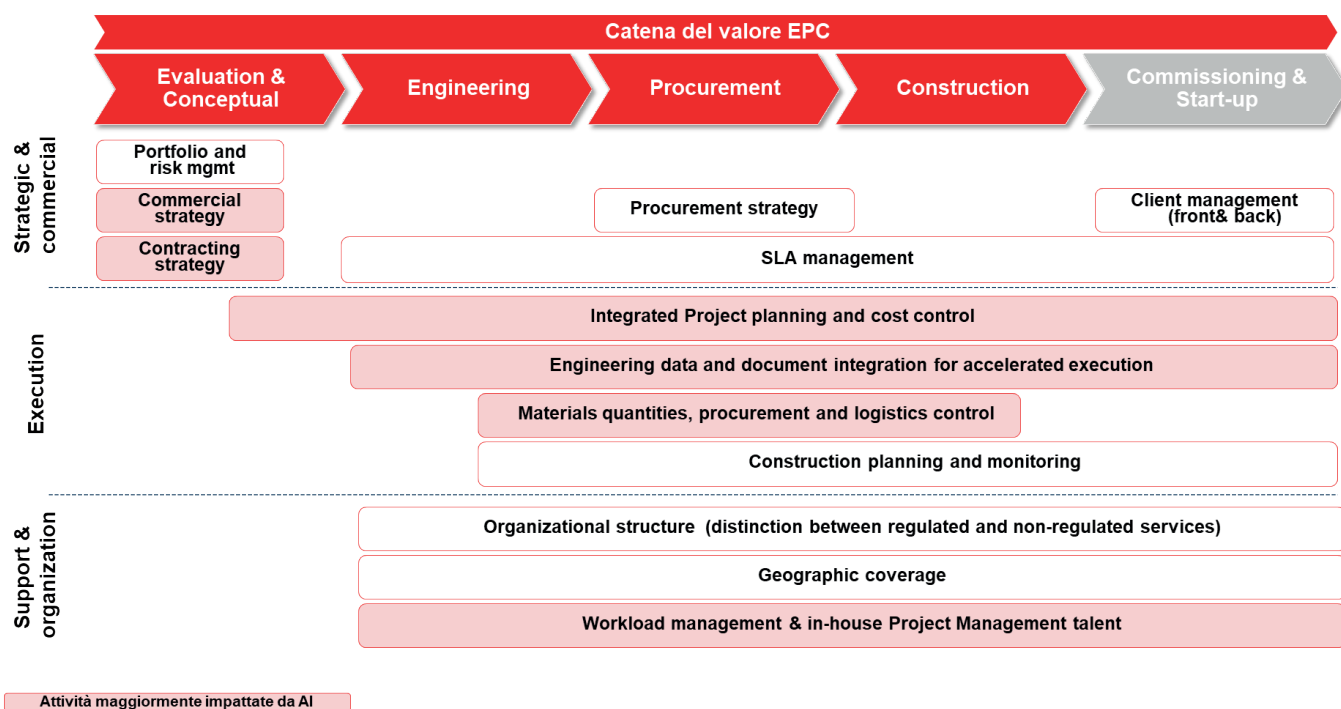 Catena del valore EPC
Evaluation &
Conceptual
Engineering
Procurement
Construction
Commissioning &
Start-up
Strategic &
commercial
Portfolio and
risk mgmt
Commercial
strategy
Procurement strategy
Client management
(front& back)
Contracting
strategy
SLA management
Execution
Integrated Project planning and cost control
Engineering data and document integration for accelerated execution
Materials quantities, procurement and logistics control
Construction planning and monitoring
Support &
organization
Organizational structure (distinction between regulated and non-regulated services)
Geographic coverage
Workload management & in-house Project Management talent
Attività maggiormente impattate da AI